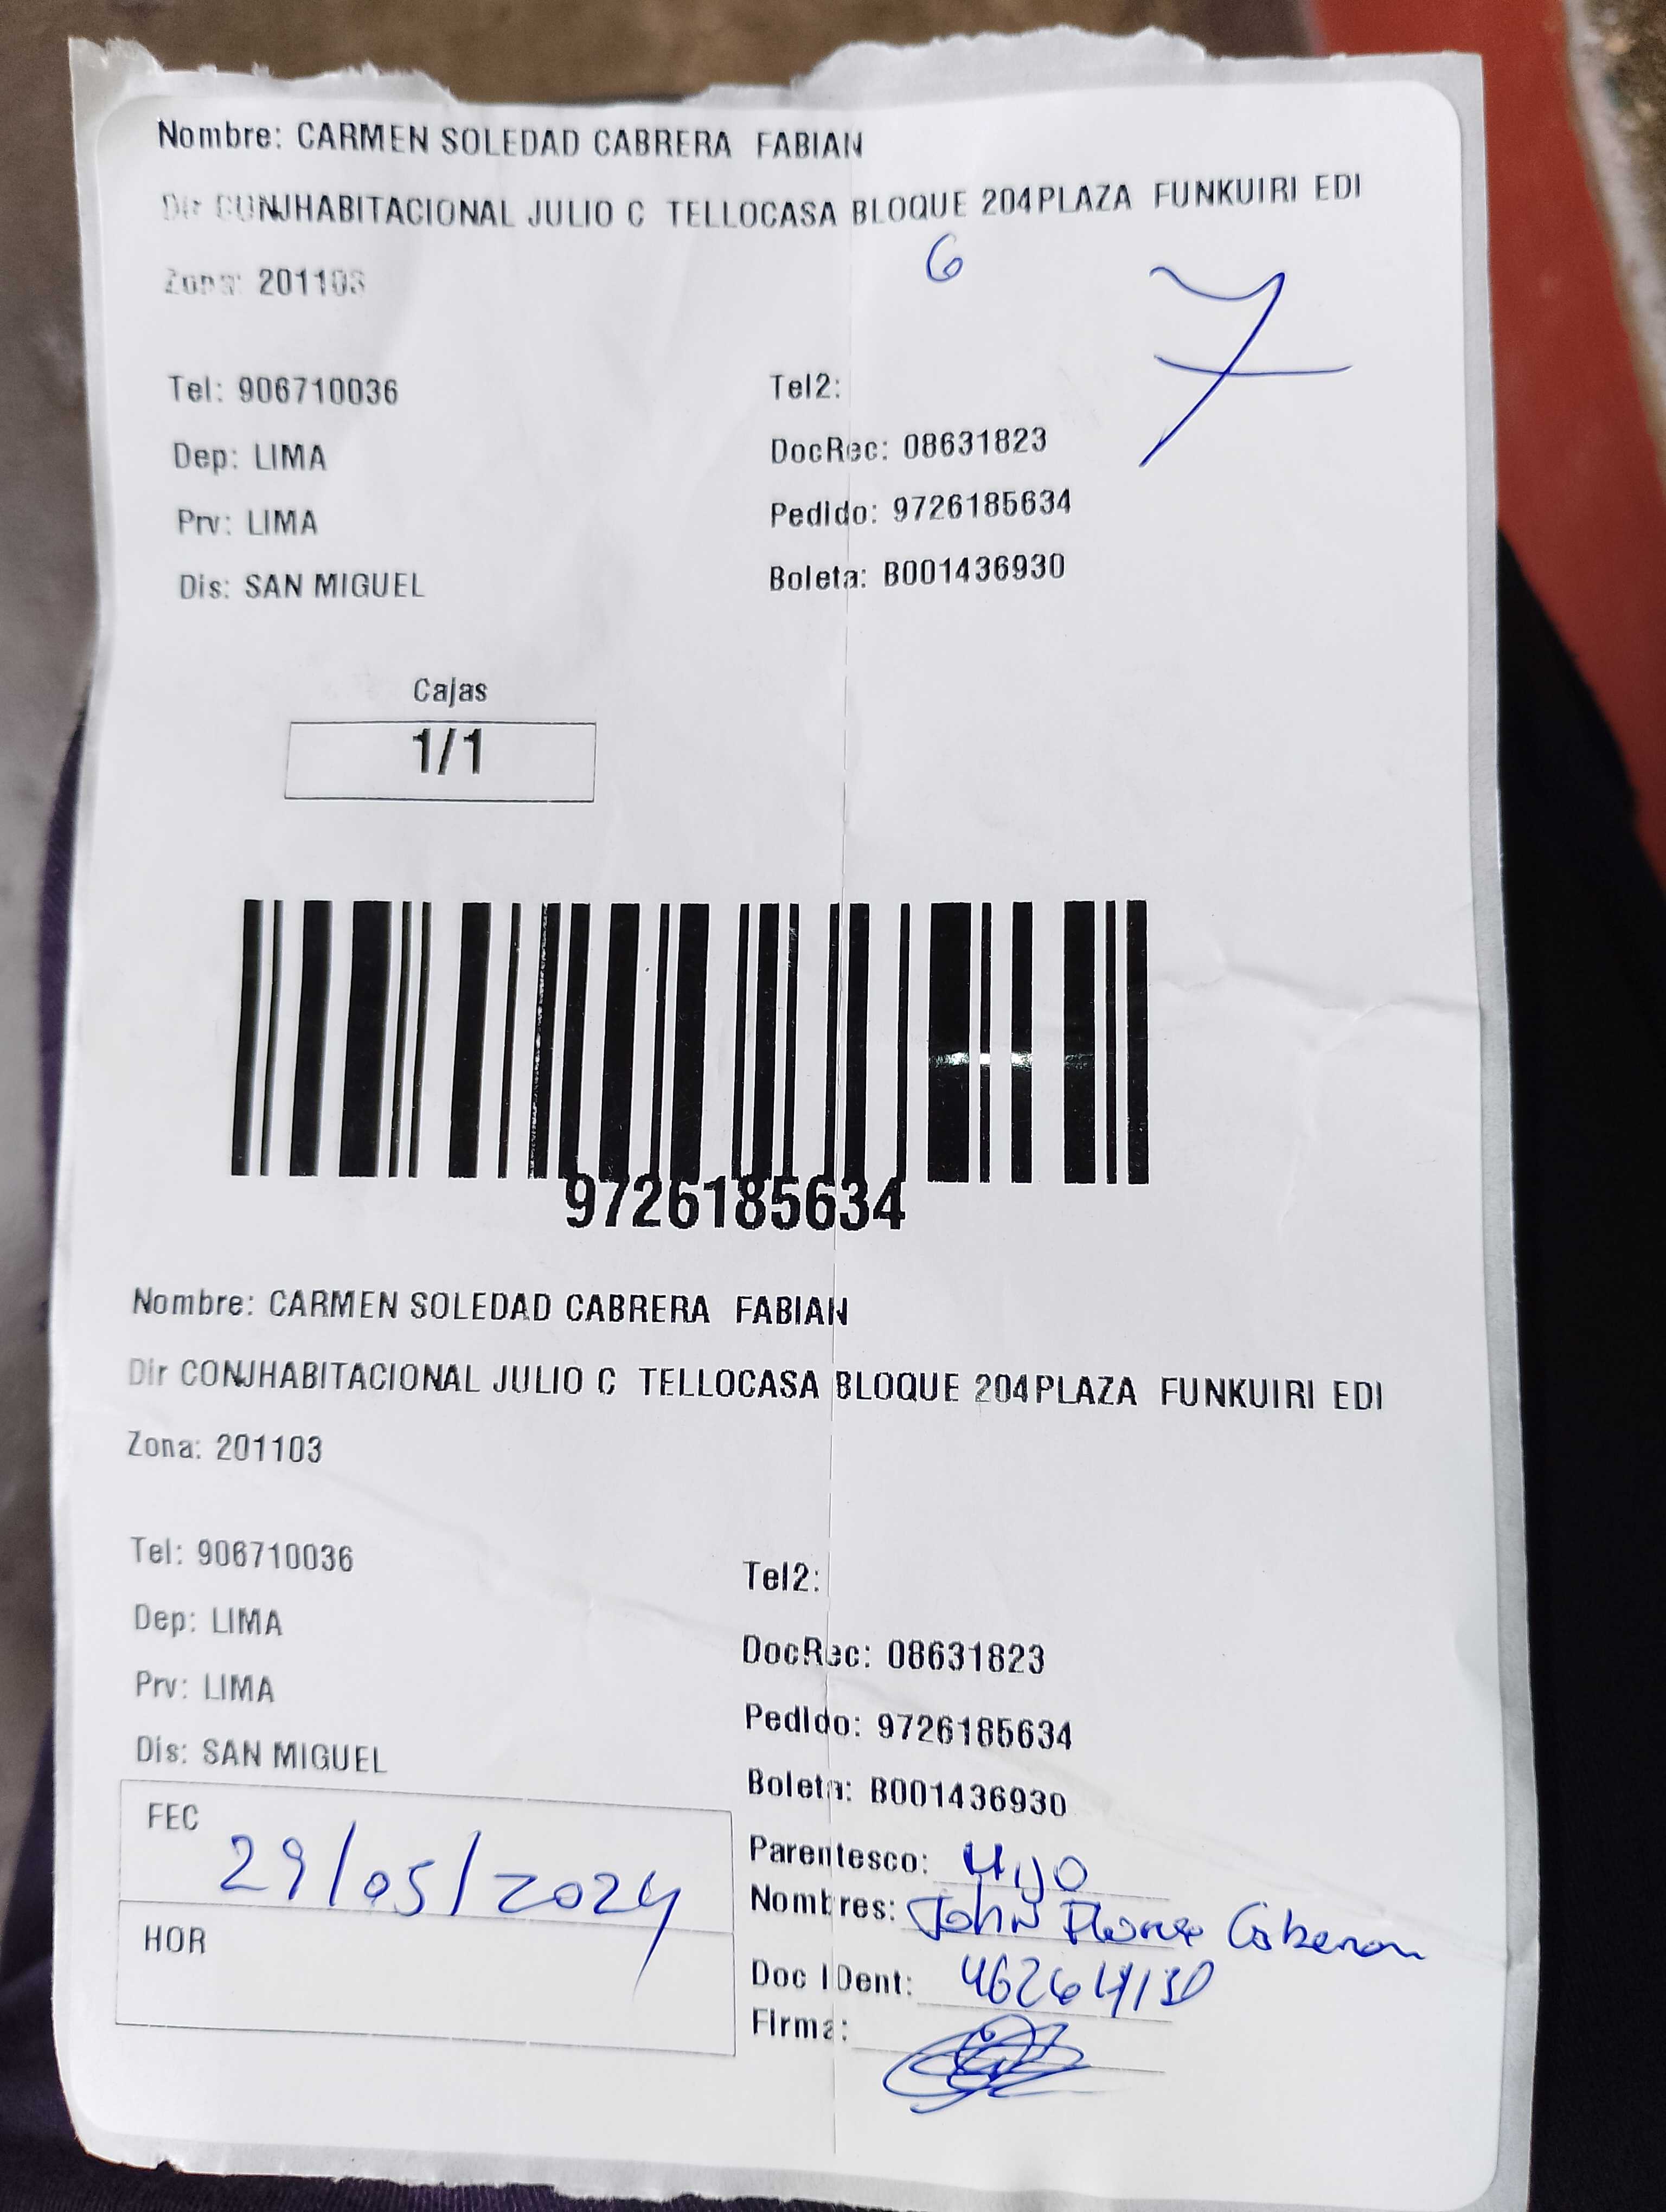 Nombre: CARMEN SOLEDAD CABRERA FABIAN
Dir CONJHABITACIONAL JULIO C TELLOCASA BLOQUE 204PLAZA FUNKUIRI EDI
6
7
Zona: 201103
Tel: 906710036 Tel2:
Dep: LIMA DocRec: 08631823
Prv: LIMA Pedido: 9726185634
Dis: SAN MIGUEL Boleta: B001436930
Cajas
1/1
9726185634
Nombre: CARMEN SOLEDAD CABRERA FABIAN
Dir CONJHABITACIONAL JULIO C TELLOCASA BLOQUE 204PLAZA FUNKUIRI EDI
Zona: 201103
Tel: 906710036 Tel2:
Dep: LIMA DocRec: 08631823
Prv: LIMA Pedido: 9726185634
Dis: SAN MIGUEL Boleta: B001436930
FEC 29/05/2024
HOR
Parentesco: Hijo
Nombres: John
Doc IDent:
Firma: